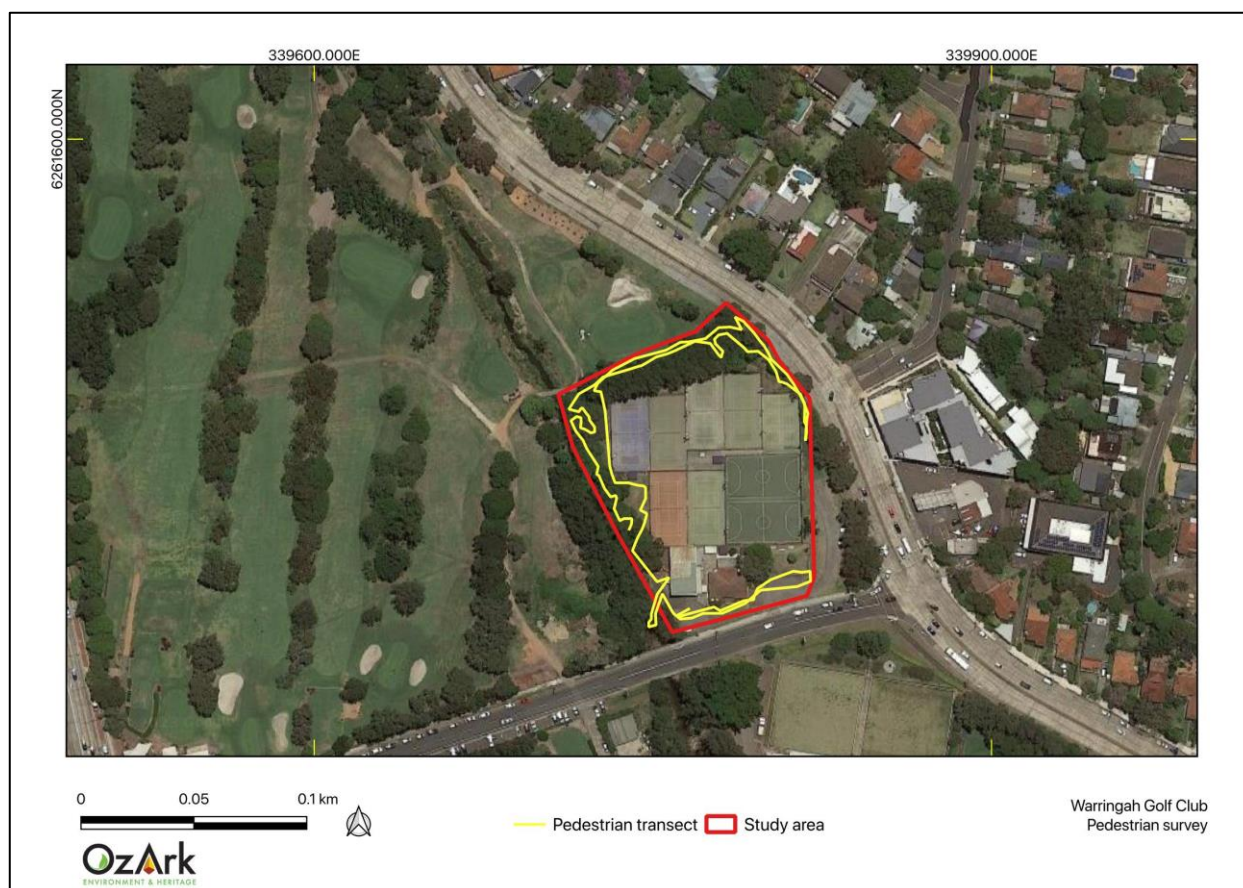 339600.000E
339900.000E
6261600.000N
0
0.05
0.1 km
Pedestrian transect
Study area
Warringah Golf Club
Pedestrian survey
OzArk
ENVIRONMENT & HERITAGE